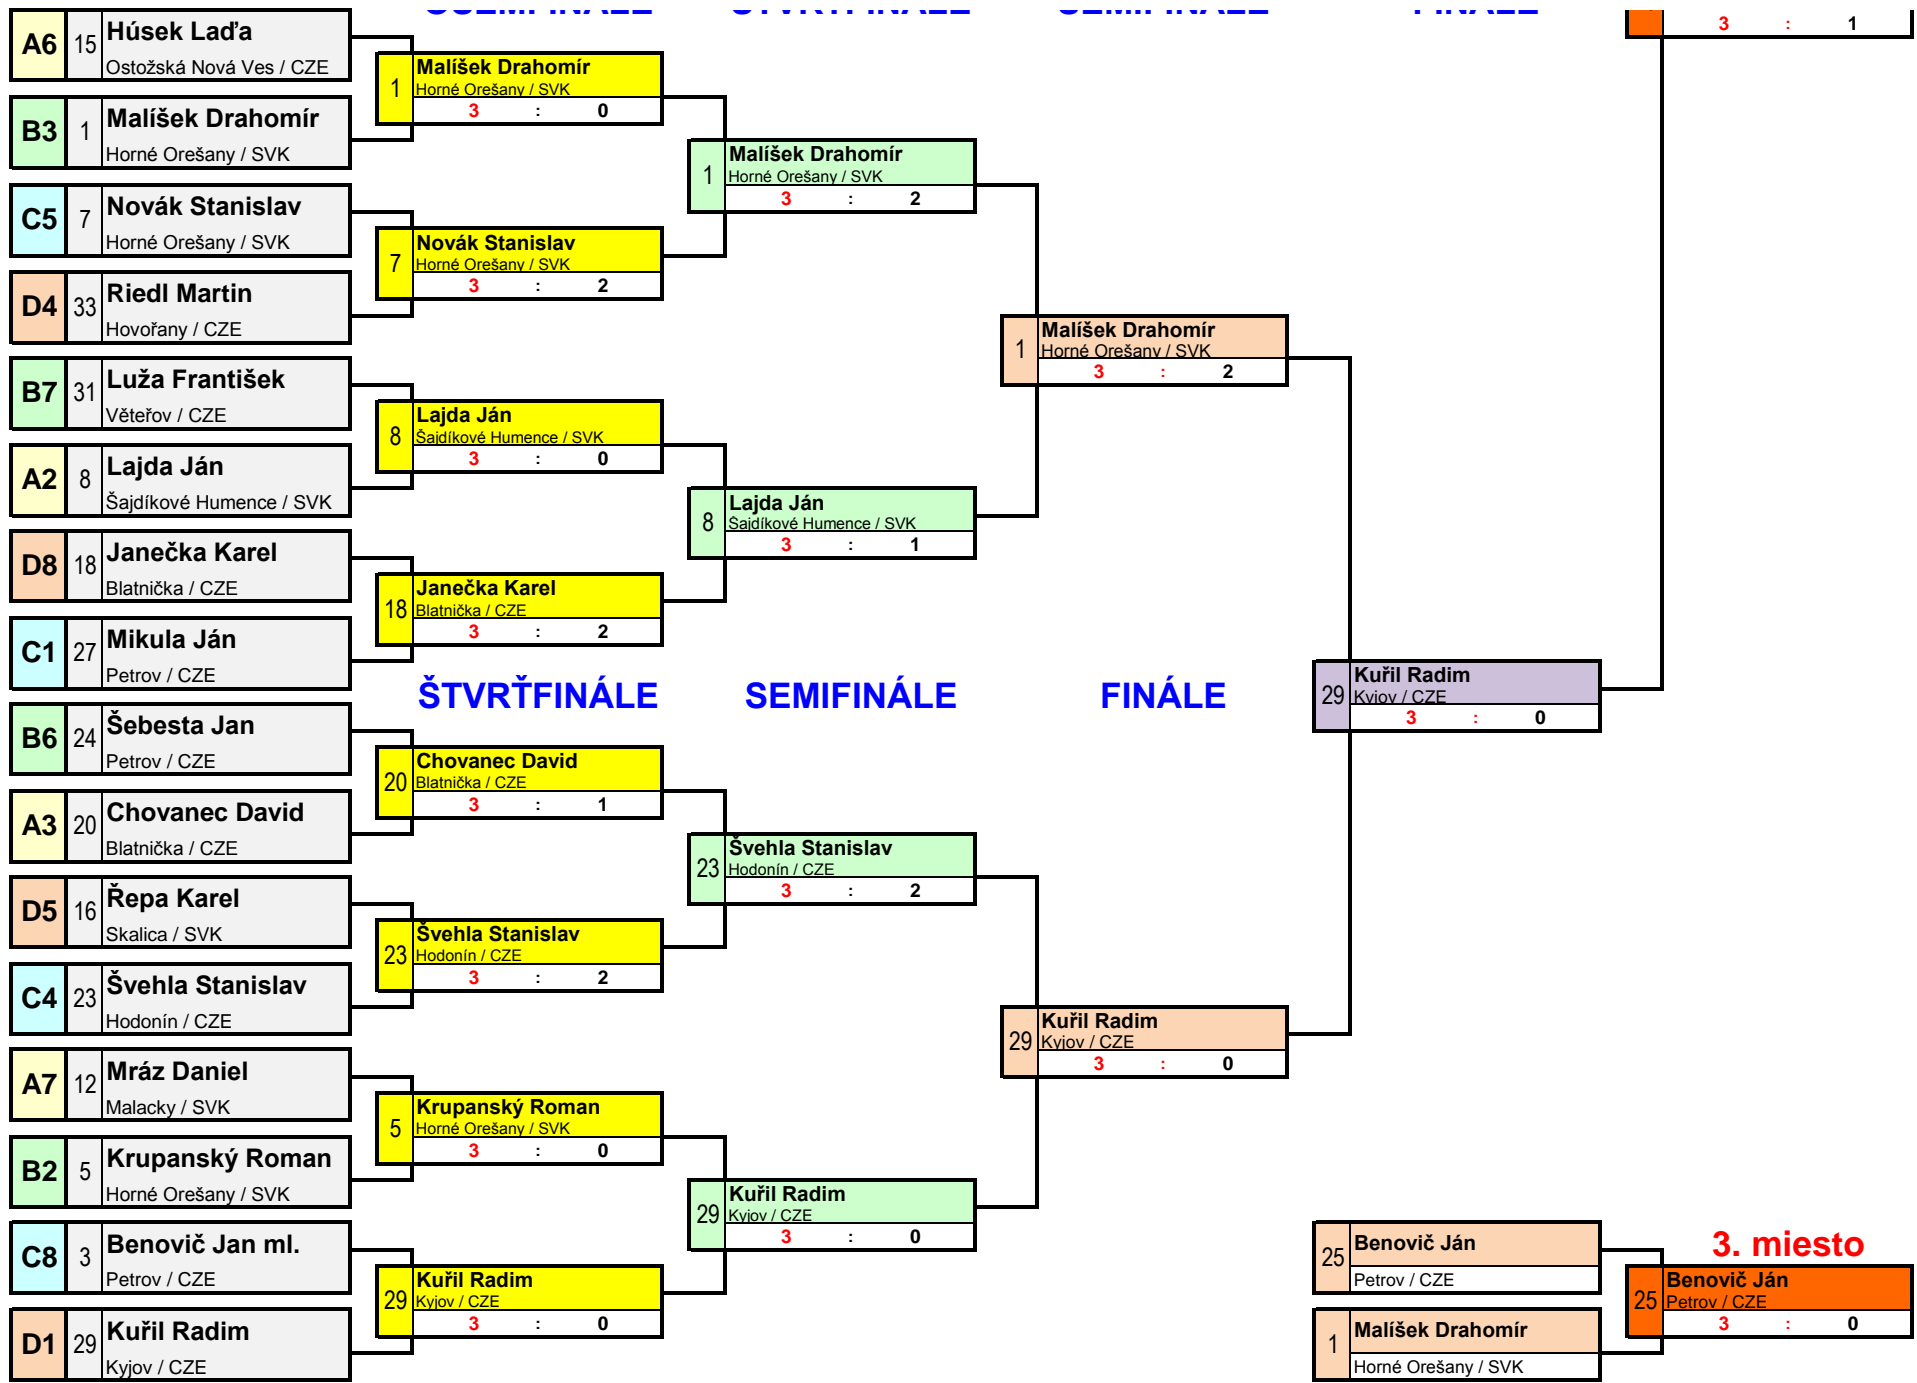 3 : 1
A6 15 Húsek Laďa
Ostožská Nová Ves / CZE
1 Malíšek Drahomír
Horné Orešany / SVK
3 : 0
B3 1 Malíšek Drahomír
Horné Orešany / SVK
1 Malíšek Drahomír
Horné Orešany / SVK
3 : 2
C5 7 Novák Stanislav
Horné Orešany / SVK
7 Novák Stanislav
Horné Orešany / SVK
3 : 2
D4 33 Riedl Martin
Hovořany / CZE
1 Malíšek Drahomír
Horné Orešany / SVK
3 : 2
B7 31 Luža František
Věteřov / CZE
8 Lajda Ján
Šajdíkové Humence / SVK
3 : 0
A2 8 Lajda Ján
Šajdíkové Humence / SVK
8 Lajda Ján
Šajdíkové Humence / SVK
3 : 1
D8 18 Janečka Karel
Blatnička / CZE
18 Janečka Karel
Blatnička / CZE
3 : 2
C1 27 Mikula Ján
Petrov / CZE
29 Kuřil Radim
Kyjov / CZE
3 : 0
ŠTVRŤFINÁLE SEMIFINÁLE FINÁLE
B6 24 Šebesta Jan
Petrov / CZE
20 Chovanec David
Blatnička / CZE
3 : 1
A3 20 Chovanec David
Blatnička / CZE
23 Švehla Stanislav
Hodonín / CZE
3 : 2
D5 16 Řepa Karel
Skalica / SVK
23 Švehla Stanislav
Hodonín / CZE
3 : 2
C4 23 Švehla Stanislav
Hodonín / CZE
29 Kuřil Radim
Kyjov / CZE
3 : 0
A7 12 Mráz Daniel
Malacky / SVK
5 Krupanský Roman
Horné Orešany / SVK
3 : 0
B2 5 Krupanský Roman
Horné Orešany / SVK
29 Kuřil Radim
Kyjov / CZE
3 : 0
C8 3 Benovič Jan ml.
Petrov / CZE
29 Kuřil Radim
Kyjov / CZE
3 : 0
D1 29 Kuřil Radim
Kyjov / CZE
25 Benovič Ján
Petrov / CZE
3. miesto
25 Benovič Ján
Petrov / CZE
3 : 0
1 Malíšek Drahomír
Horné Orešany / SVK